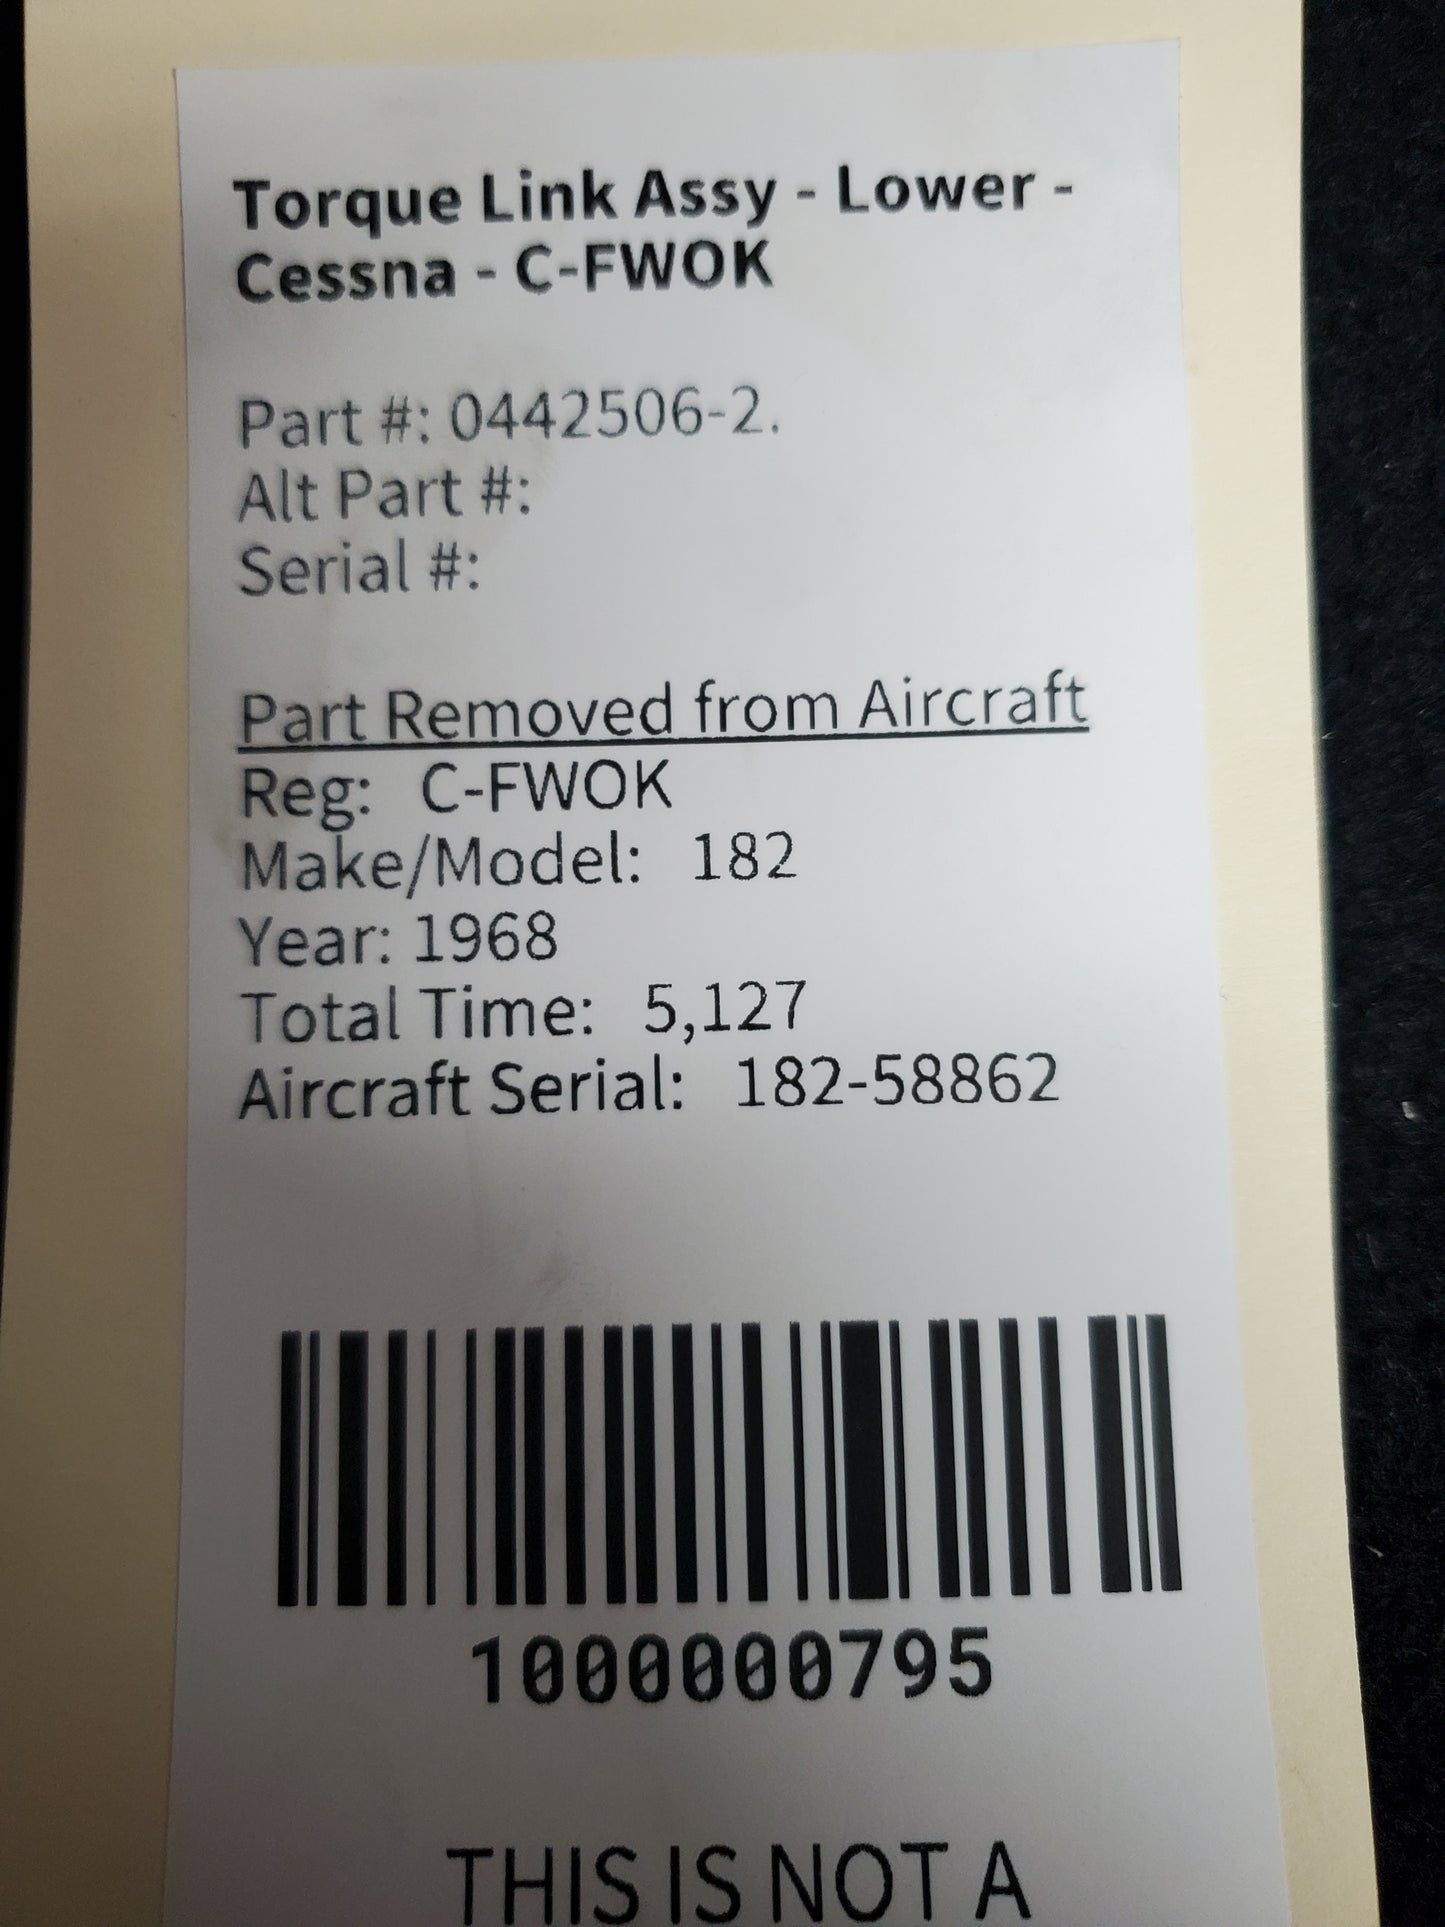 Torque Link Assy - Lower -
Cessna - C-FWOK
Part #: 0442506-2.
Alt Part #:
Serial #:
Part Removed from Aircraft
Reg: C-FWOK
Make/Model: 182
Year: 1968
Total Time: 5,127
Aircraft Serial: 182-58862
1000000795
THIS IS NOT A